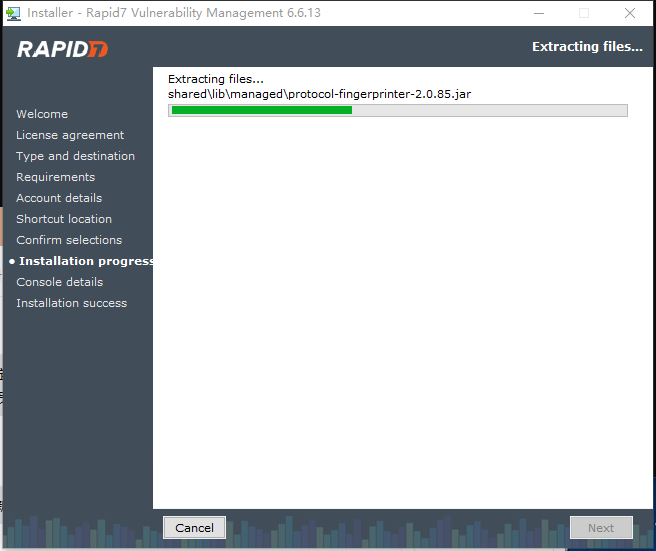 Installer - Rapid7 Vulnerability Management 6.6.13
RAPID7
Extracting files...
Extracting files...
shared\lib\managed\protocol-fingerprinter-2.0.85.jar
Welcome
License agreement
Type and destination
Requirements
Account details
Shortcut location
Confirm selections
Installation progress
Console details
Installation success
Cancel
Next